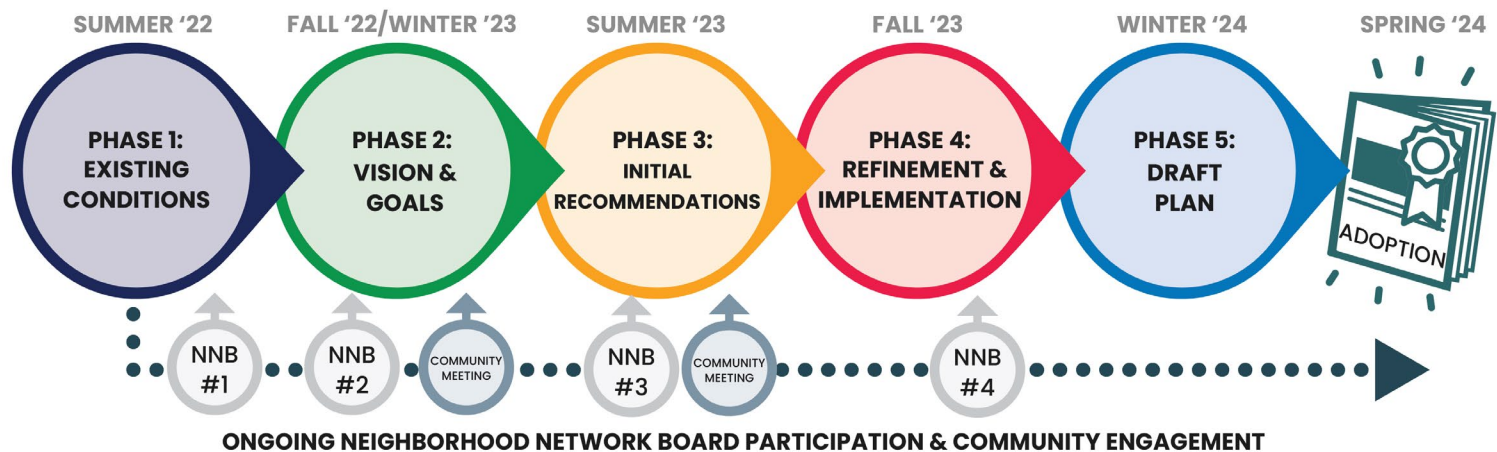 SUMMER ‘22
FALL ‘22/WINTER ‘23
SUMMER ‘23
FALL ‘23
WINTER ‘24
SPRING ‘24
PHASE 1:
EXISTING
CONDITIONS
PHASE 2:
VISION &
GOALS
PHASE 3:
INITIAL
RECOMMENDATIONS
PHASE 4:
REFINEMENT &
IMPLEMENTATION
PHASE 5:
DRAFT
PLAN
ADOPTION
NNB
#1
NNB
#2
COMMUNITY
MEETING
NNB
#3
COMMUNITY
MEETING
NNB
#4
ONGOING NEIGHBORHOOD NETWORK BOARD PARTICIPATION & COMMUNITY ENGAGEMENT